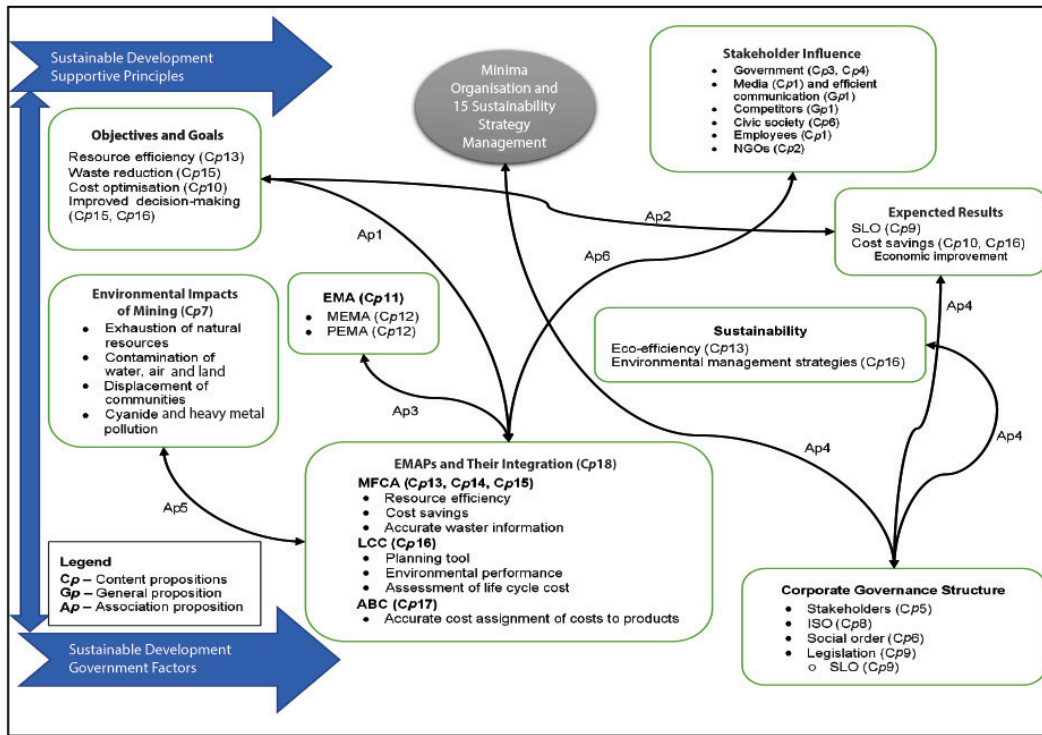 Sustainable Development
Supportive Principles
Minima
Organisation and
15 Sustainability
Strategy
Management
Stakeholder Influence
• Government (Cp3, Cp4)
• Media (Cp1) and efficient
communication (Gp1)
• Competitors (Gp1)
• Civic society (Cp6)
• Employees (Cp1)
• NGOs (Cp2)
Objectives and Goals
Resource efficiency (Cp13)
Waste reduction (Cp15)
Cost optimisation (Cp10)
Improved decision-making
(Cp15, Cp16)
Ap1
Ap2
Ap6
Expencted Results
SLO (Cp9)
Cost savings (Cp10, Cp16)
Economic improvement
Environmental Impacts
of Mining (Cp7)
• Exhaustion of natural
resources
• Contamination of
water, air and land
• Displacement of
communities
• Cyanide and heavy metal
pollution
EMA (Cp11)
• MEMA (Cp12)
• PEMA (Cp12)
Ap4
Sustainability
Eco-efficiency (Cp13)
Environmental management strategies (Cp16)
Ap3
Ap4
Ap4
Ap5
EMAPs and Their Integration (Cp18)
MFCA (Cp13, Cp14, Cp15)
• Resource efficiency
• Cost savings
• Accurate waster information
LCC (Cp16)
• Planning tool
• Environmental performance
• Assessment of life cycle cost
ABC (Cp17)
• Accurate cost assignment of costs to products
Legend
Cp – Content propositions
Gp – General proposition
Ap – Association proposition
Corporate Governance Structure
• Stakeholders (Cp5)
• ISO (Cp8)
• Social order (Cp6)
• Legislation (Cp9)
o SLO (Cp9)
Sustainable Development
Government Factors